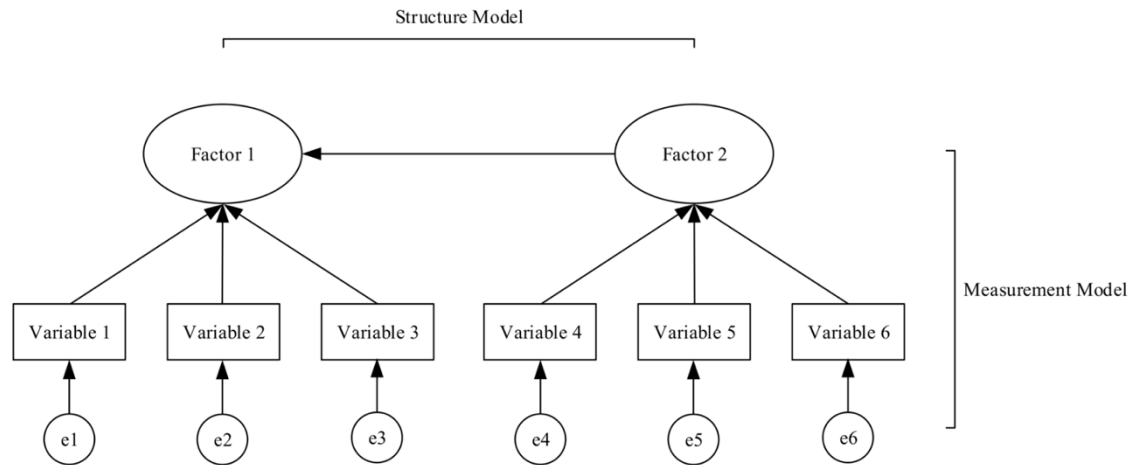 Structure Model
Factor 1
Factor 2
Measurement Model
Variable 1
Variable 2
Variable 3
Variable 4
Variable 5
Variable 6
e1
e2
e3
e4
e5
e6